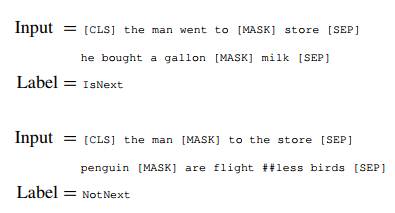 Input = [CLS] the man went to [MASK] store [SEP]
he bought a gallon [MASK] milk [SEP]
Label = IsNext
Input = [CLS] the man [MASK] to the store [SEP]
penguin [MASK] are flight ##less birds [SEP]
Label = NotNext